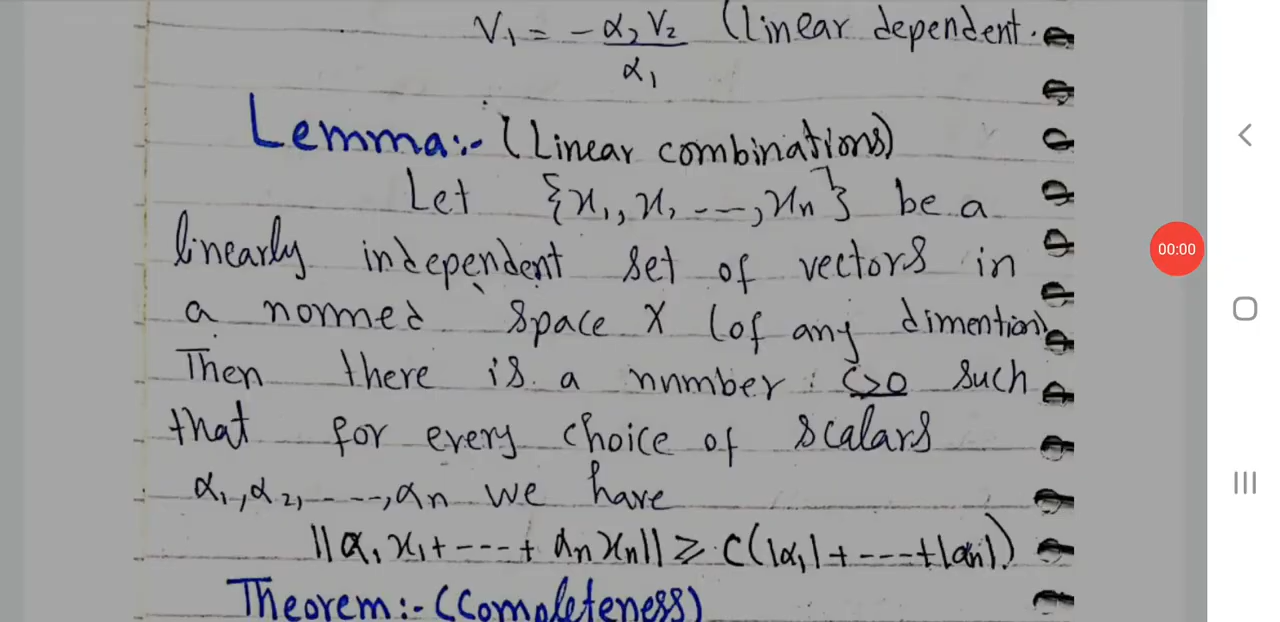 V₁ = -α₂V₂/α₁ (linear dependent.
Lemma:- (Linear combinations)
Let {x₁, x, ---, xn} be a
linearly independent set of vectors in
a normed space X (of any dimention)
Then there is a number c>0 such
that for every choice of scalars
α₁, α₂, ----, αn we have
||α₁x₁+---+ αnxn|| ≥ C(|α₁|+---+|αn|)
Theorem:- (Completeness)
00:00